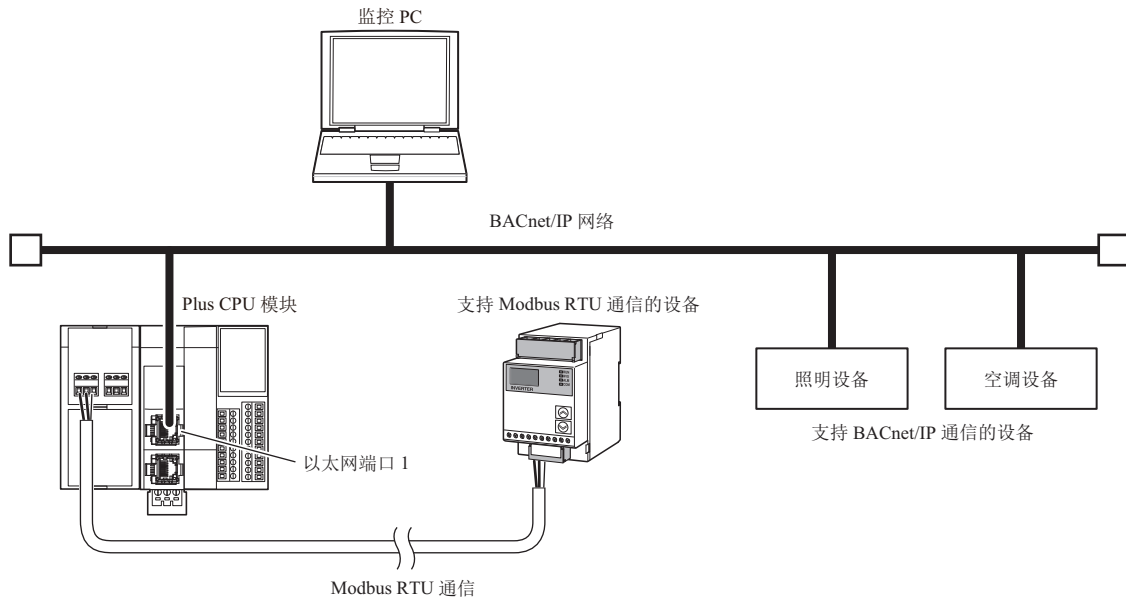 监控 PC
BACnet/IP 网络
Plus CPU 模块
支持 Modbus RTU 通信的设备
INVERTER
照明设备
空调设备
支持 BACnet/IP 通信的设备
以太网端口 1
Modbus RTU 通信